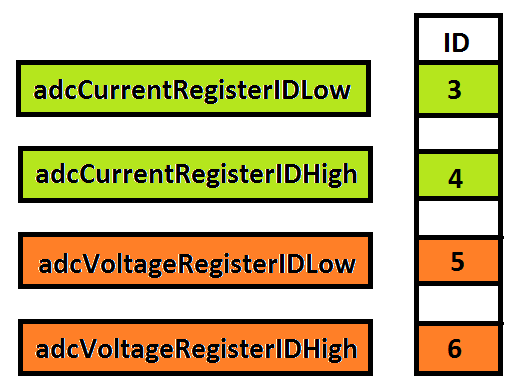 ID
adcCurrentRegisterIDLow 3
adcCurrentRegisterIDHigh 4
adcVoltageRegisterIDLow 5
adcVoltageRegisterIDHigh 6